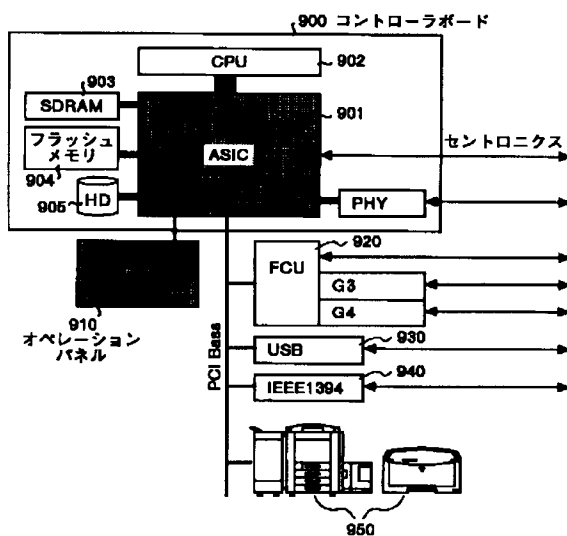 900 コントローラボード
CPU
902
903
SDRAM
901
フラッシュ
メモリ
904
ASIC
セントロニクス
905
HD
PHY
920
FCU
G3
G4
910
オペレーション
パネル
930
USB
940
IEEE1394
PCI Bass
950